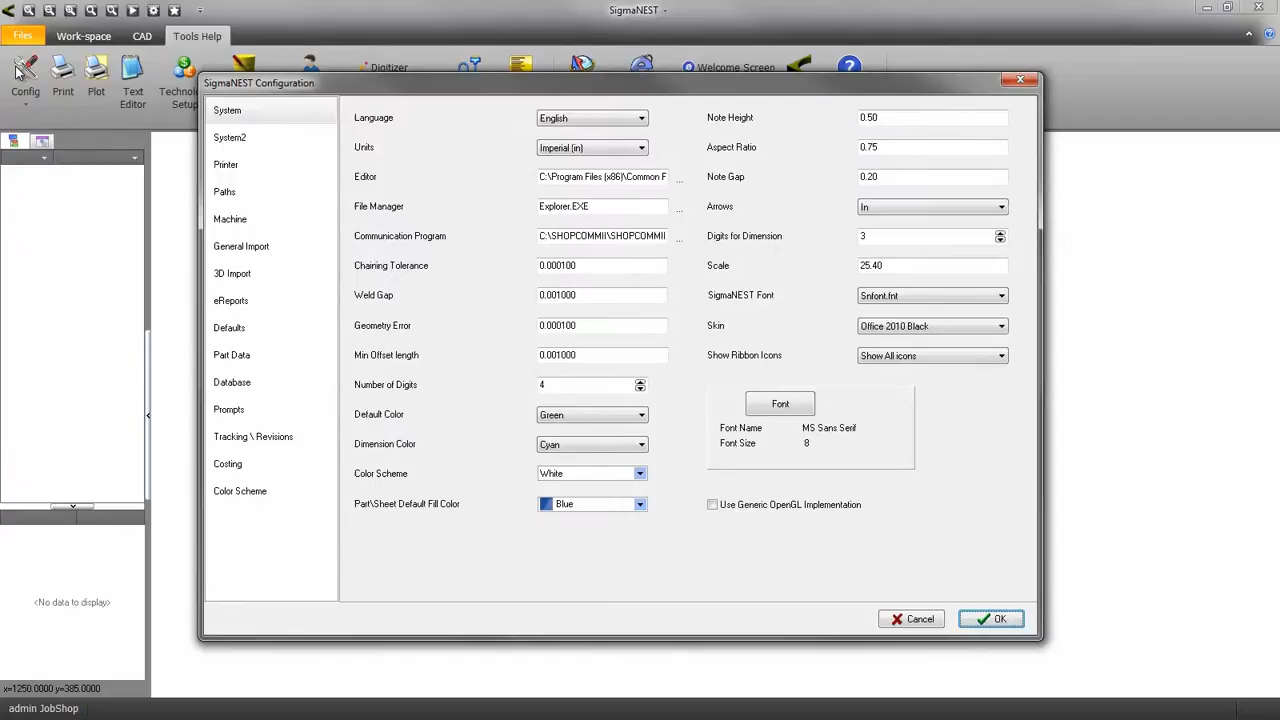 SigmaNEST -
Files Work-space CAD Tools Help
Digitizer
Welcome Screen
Config Print Plot Text Editor Technolo Setup
SigmaNEST Configuration
System
System2
Printer
Paths
Machine
General Import
3D Import
eReports
Defaults
Part Data
Database
Prompts
Tracking \ Revisions
Costing
Color Scheme
Language English
Units Imperial (in)
Editor C:\Program Files (x86)\Common F ...
File Manager Explorer.EXE ...
Communication Program C:\SHOPCOMMII\SHOPCOMMII ...
Chaining Tolerance 0.000100
Weld Gap 0.001000
Geometry Error 0.000100
Min Offset length 0.001000
Number of Digits 4
Default Color Green
Dimension Color Cyan
Color Scheme White
Part\Sheet Default Fill Color Blue
Note Height 0.50
Aspect Ratio 0.75
Note Gap 0.20
Arrows In
Digits for Dimension 3
Scale 25.40
SigmaNEST Font Snfont.fnt
Skin Office 2010 Black
Show Ribbon Icons Show All icons
Font
Font Name MS Sans Serif
Font Size 8
Use Generic OpenGL Implementation
Cancel OK
<No data to display>
x=1250.0000 y=385.0000
admin JobShop